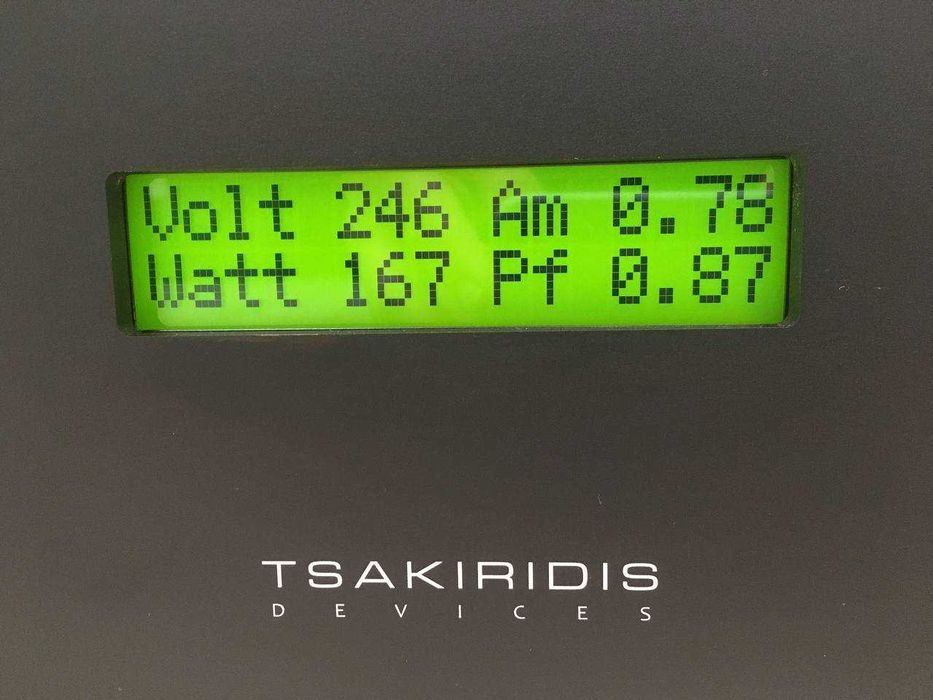 Volt 246 Am 0.78
Watt 167 Pf 0.87
TSAKIRIDIS
DEVICES